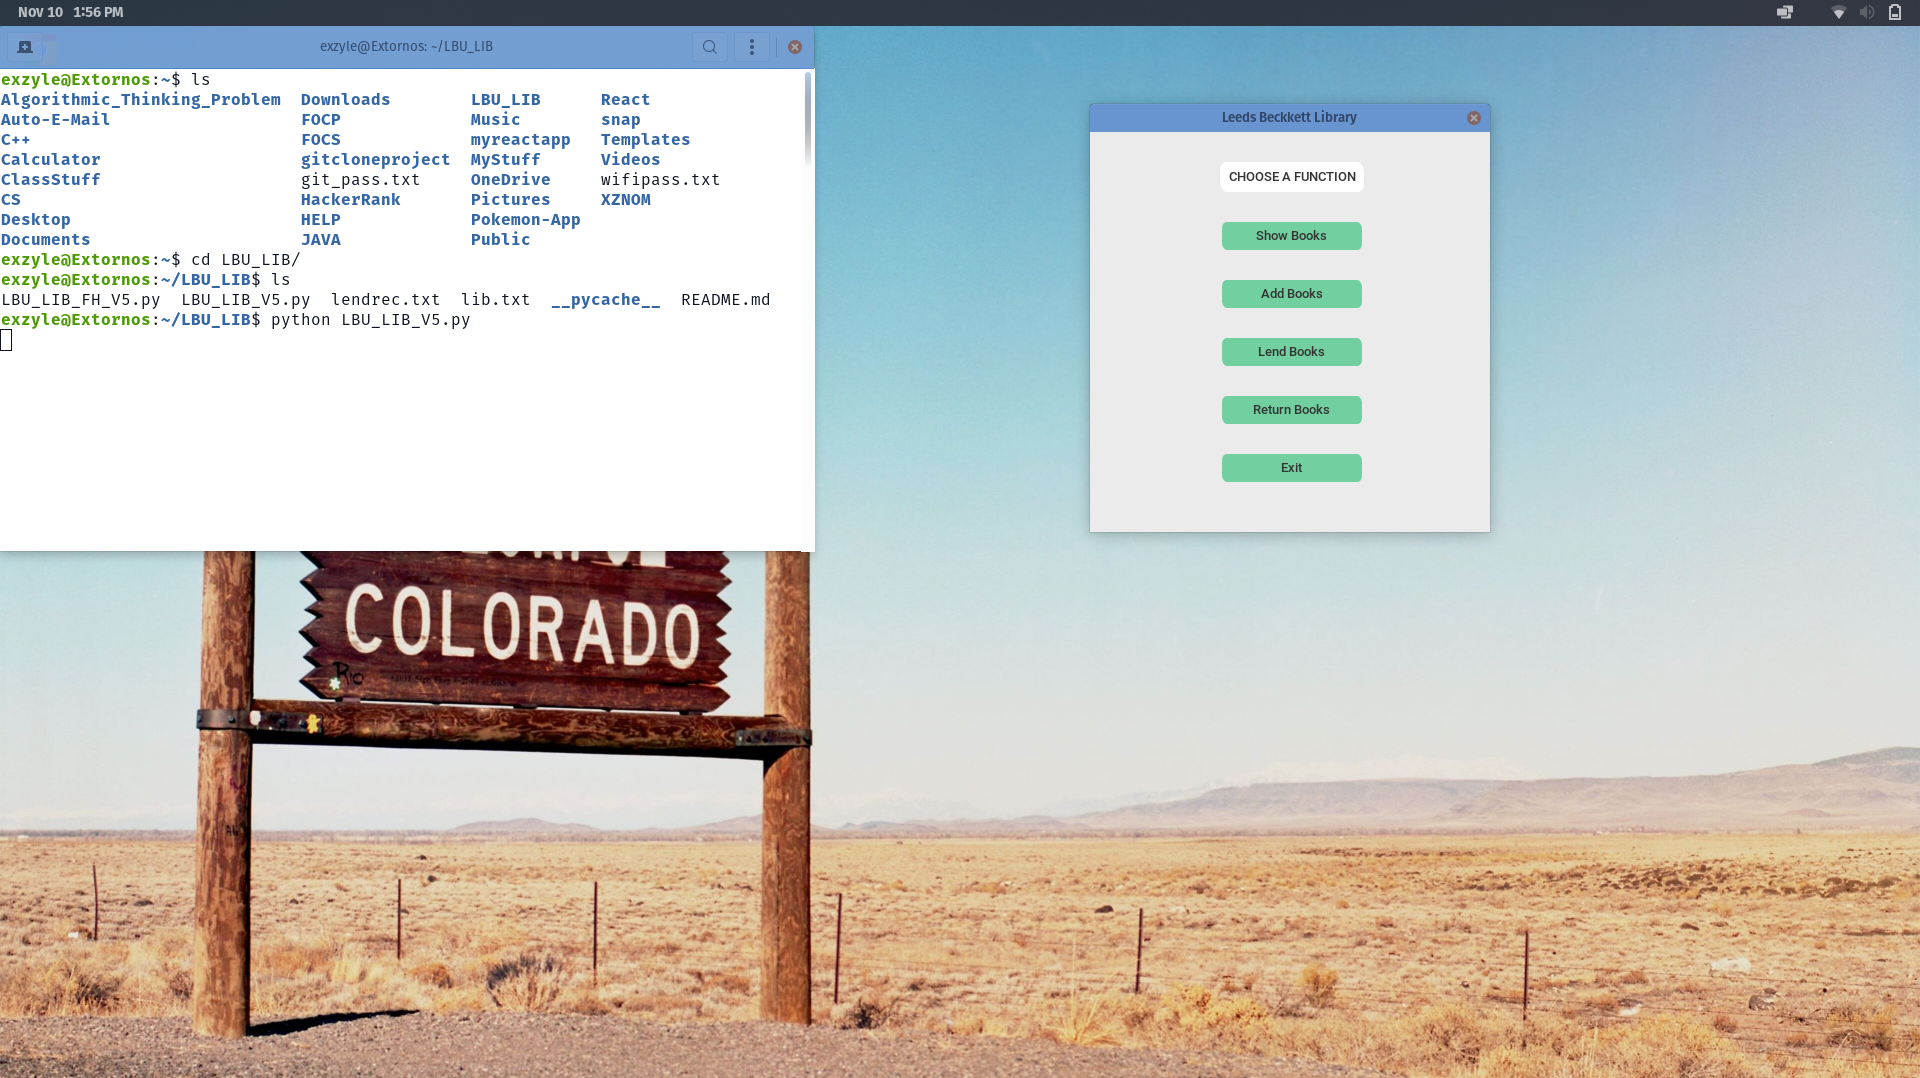 Nov 10 1:56 PM
exzyle@Extornos: ~/LBU_LIB
exzyle@Extornos:~$ ls
Algorithmic_Thinking_Problem Downloads LBU_LIB React
Auto-E-Mail FOCP Music snap
C++ FOCS myreactapp Templates
Calculator gitcloneproject MyStuff Videos
ClassStuff git_pass.txt OneDrive wifipass.txt
CS HackerRank Pictures XZNOM
Desktop HELP Pokemon-App
Documents JAVA Public
exzyle@Extornos:~$ cd LBU_LIB/
exzyle@Extornos:~/LBU_LIB$ ls
LBU_LIB_FH_V5.py LBU_LIB_V5.py lendrec.txt lib.txt __pycache__ README.md
exzyle@Extornos:~/LBU_LIB$ python LBU_LIB_V5.py
Leeds Beckkett Library
CHOOSE A FUNCTION
Show Books
Add Books
Lend Books
Return Books
Exit
COLORADO
Rio